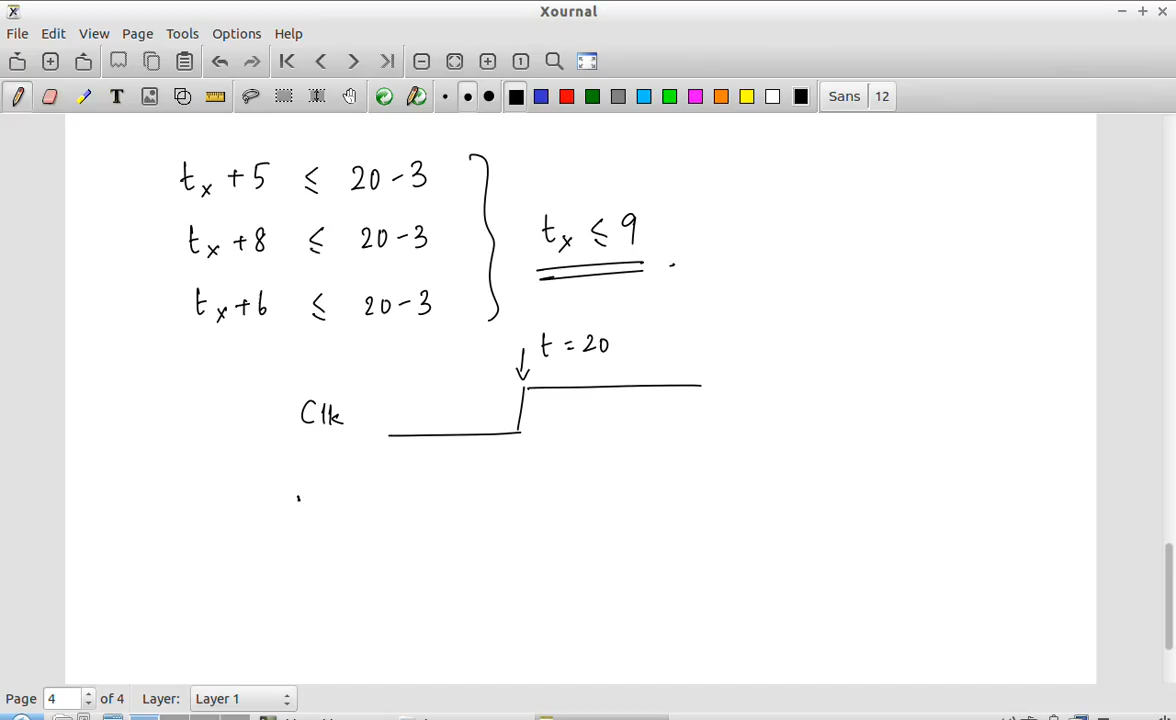 Xournal
File Edit View Page Tools Options Help
Sans 12
tₓ + 5 ≤ 20 - 3
tₓ + 8 ≤ 20 - 3
tₓ + 6 ≤ 20 - 3
tₓ ≤ 9
t = 20
Clk
Page 4 of 4 Layer: Layer 1